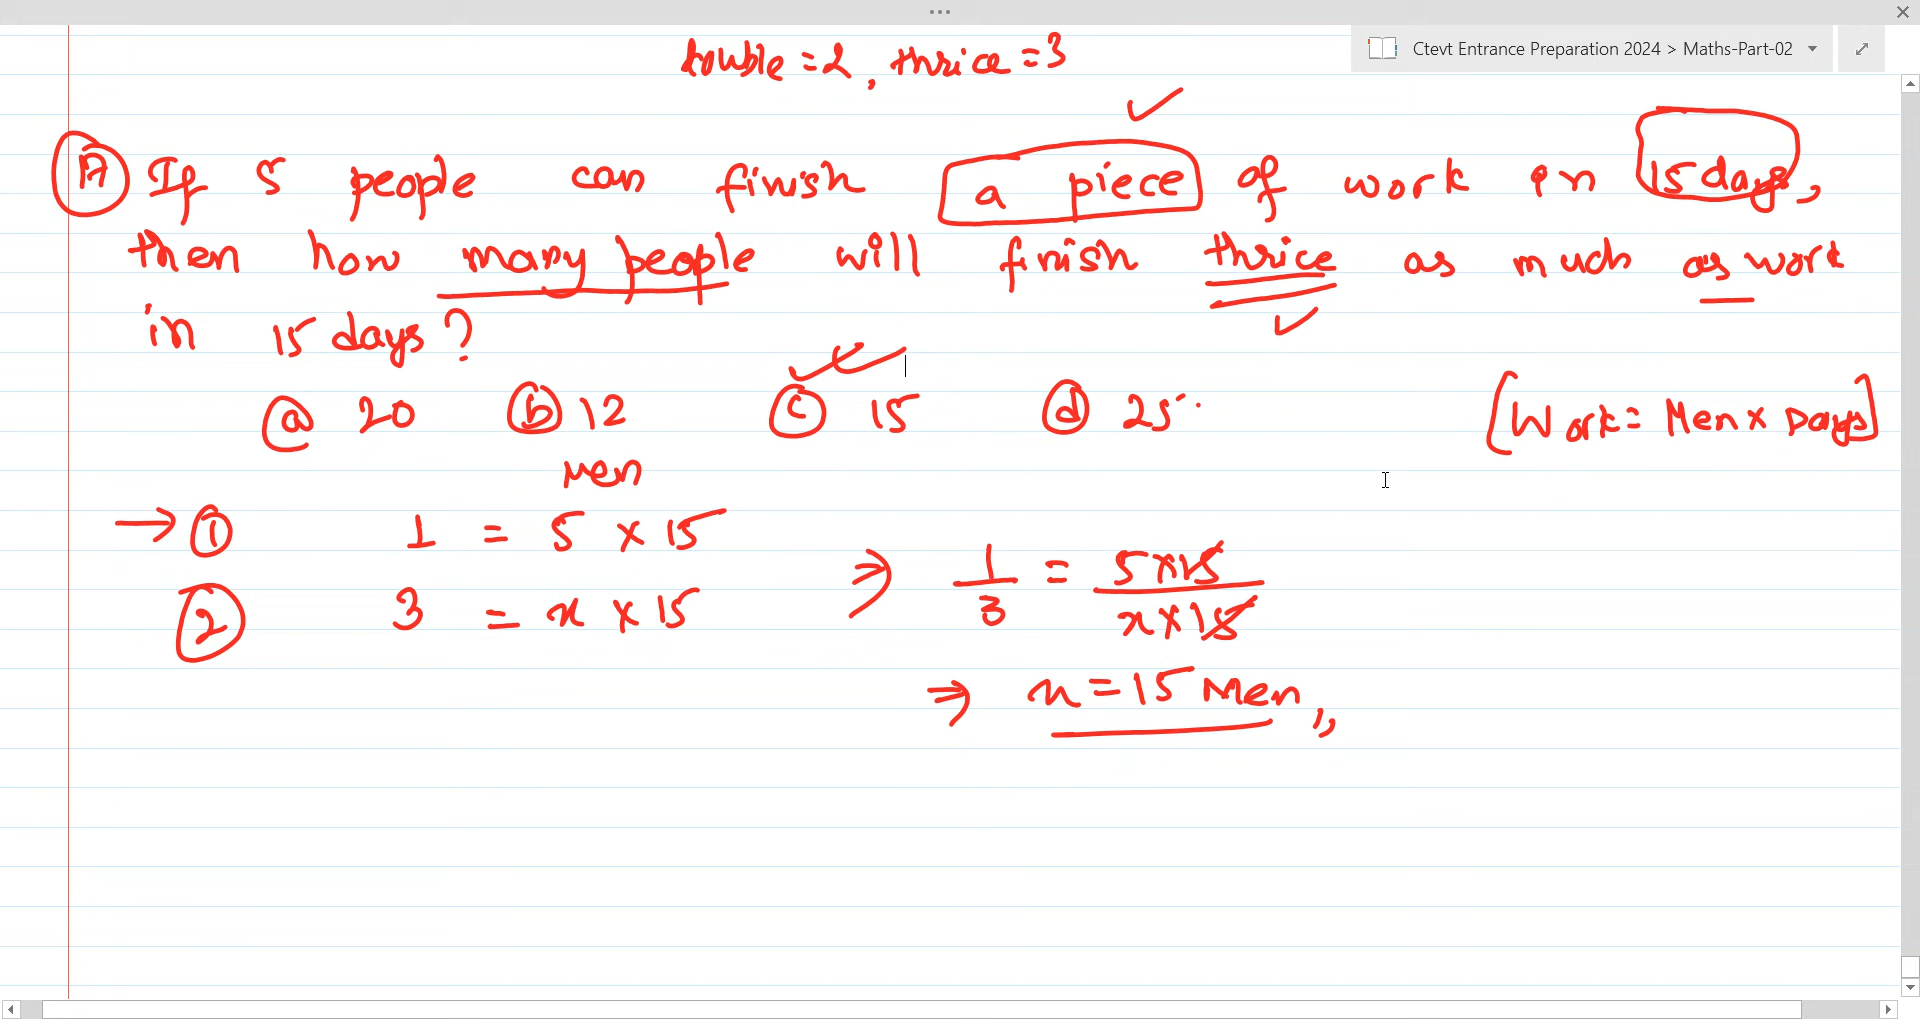 double = 2, thrice = 3
Ctevt Entrance Preparation 2024 > Maths-Part-02
A If 5 people can finish a piece of work in 15 days,
then how many people will finish thrice as much as work
in 15 days?
a 20 b 12 c 15 d 25
[Work = Men x Days]
Men
→ 1 1 = 5 x 15
2 3 = x x 15
⇒ 1/3 = 5x15/x x 15
⇒ x = 15 Men,,